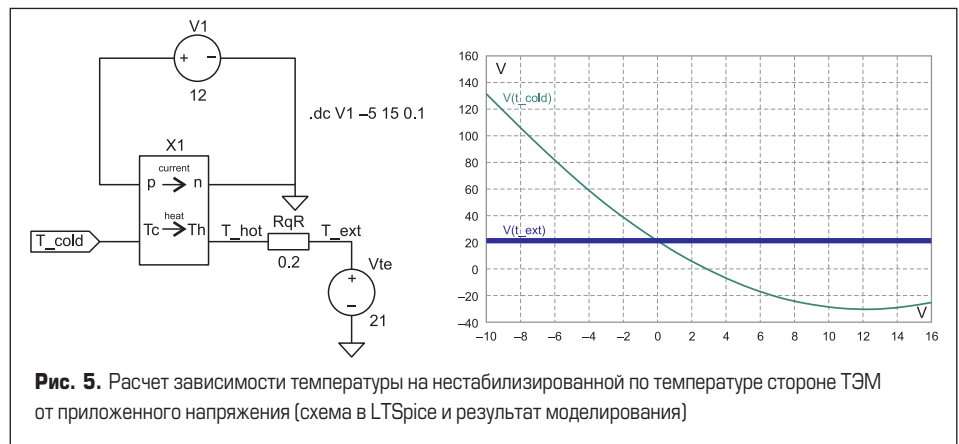 V1
+
–
12
.dc V1 –5 15 0.1
X1
current
p
n
heat
Tc
Th
T_cold
T_hot
RqR
0.2
T_ext
Vte
+
–
21
160
140
120
100
80
60
40
20
0
–20
–40
V
V(t_cold)
V(t_ext)
V
–10
–8
–6
–4
–2
0
2
4
6
8
10
12
14
16
Рис. 5. Расчет зависимости температуры на нестабилизированной по температуре стороне ТЭМ
от приложенного напряжения (схема в LTSpice и результат моделирования)